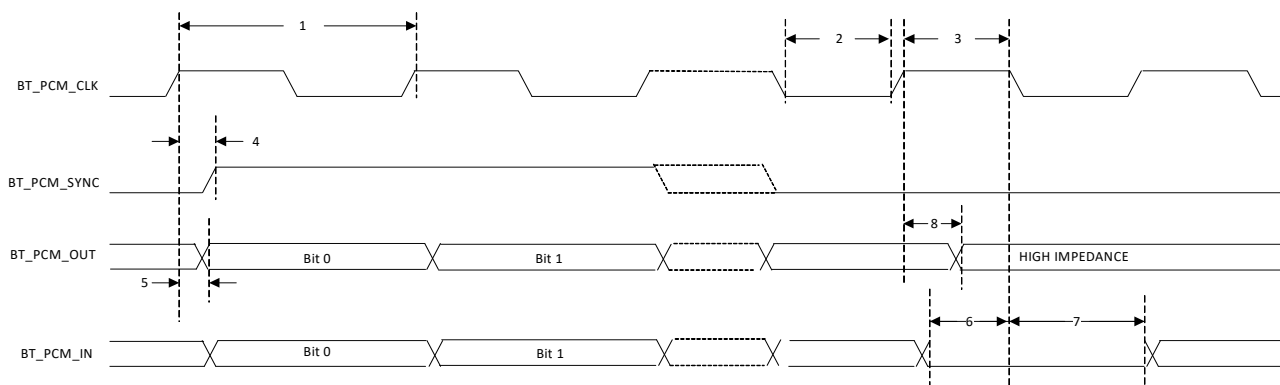 1
2
3
BT_PCM_CLK
4
BT_PCM_SYNC
8
BT_PCM_OUT
Bit 0
Bit 1
HIGH IMPEDANCE
5
6
7
BT_PCM_IN
Bit 0
Bit 1